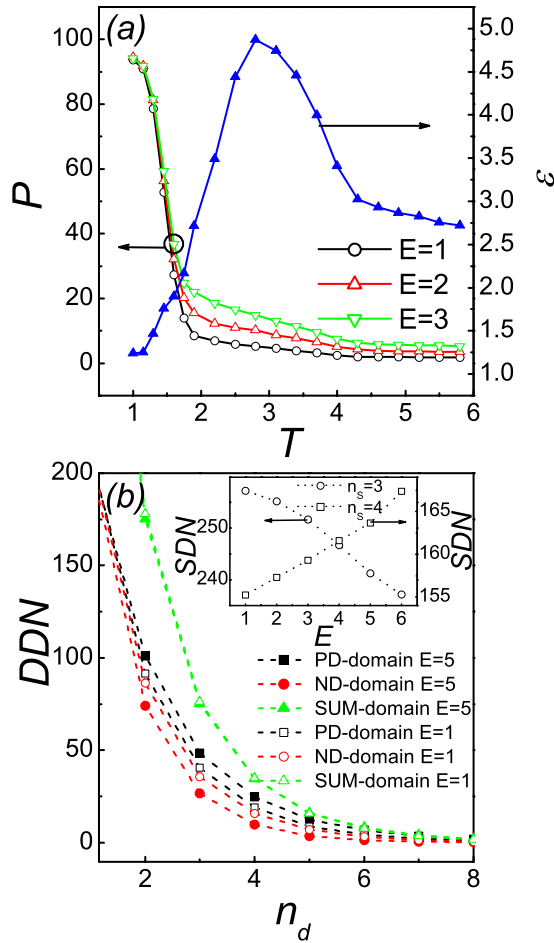 (a)
P
100
80
60
40
20
0
5.0
4.5
4.0
3.5
3.0
2.5
2.0
1.5
1.0
ε
E=1
E=2
E=3
1 2 3 4 5 6
T
(b)
DDN
200
150
100
50
0
SDN
250
240
n_s=3
n_s=4
165
160
155
SDN
1 2 3 4 5 6
E
PD-domain E=5
ND-domain E=5
SUM-domain E=5
PD-domain E=1
ND-domain E=1
SUM-domain E=1
2 4 6 8
n_d